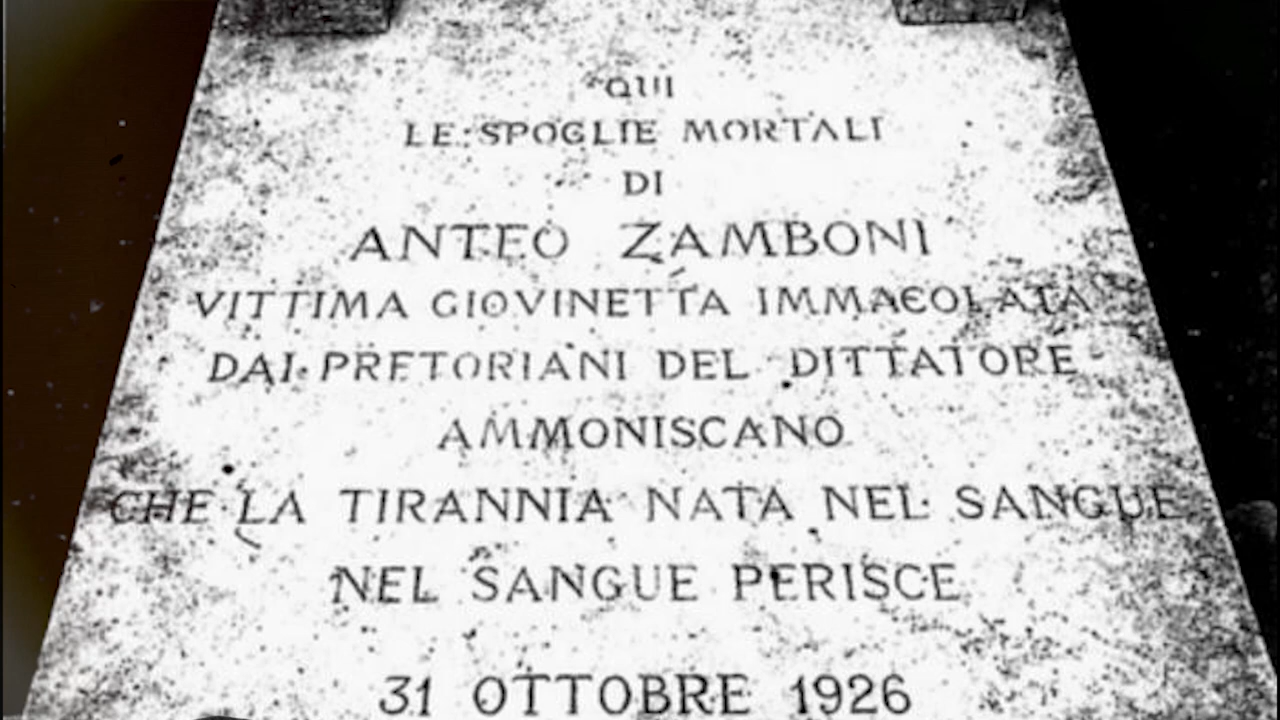 QUI
LE SPOGLIE MORTALI
DI
ANTEO ZAMBONI
VITTIMA GIOVINETTA IMMACOLATA
DAI PRETORIANI DEL DITTATORE
AMMONISCANO
CHE LA TIRANNIA NATA NEL SANGUE
NEL SANGUE PERISCE
31 OTTOBRE 1926